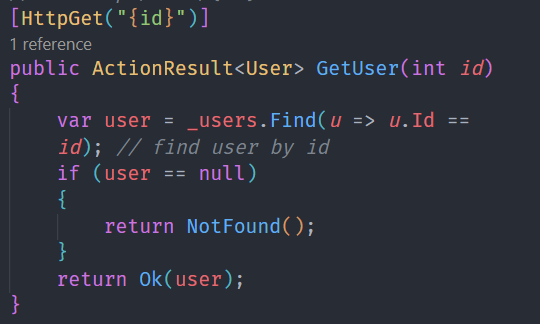 [HttpGet("{id}")]
1 reference
public ActionResult<User> GetUser(int id)
{
var user = _users.Find(u => u.Id ==
id); // find user by id
if (user == null)
{
return NotFound();
}
return Ok(user);
}